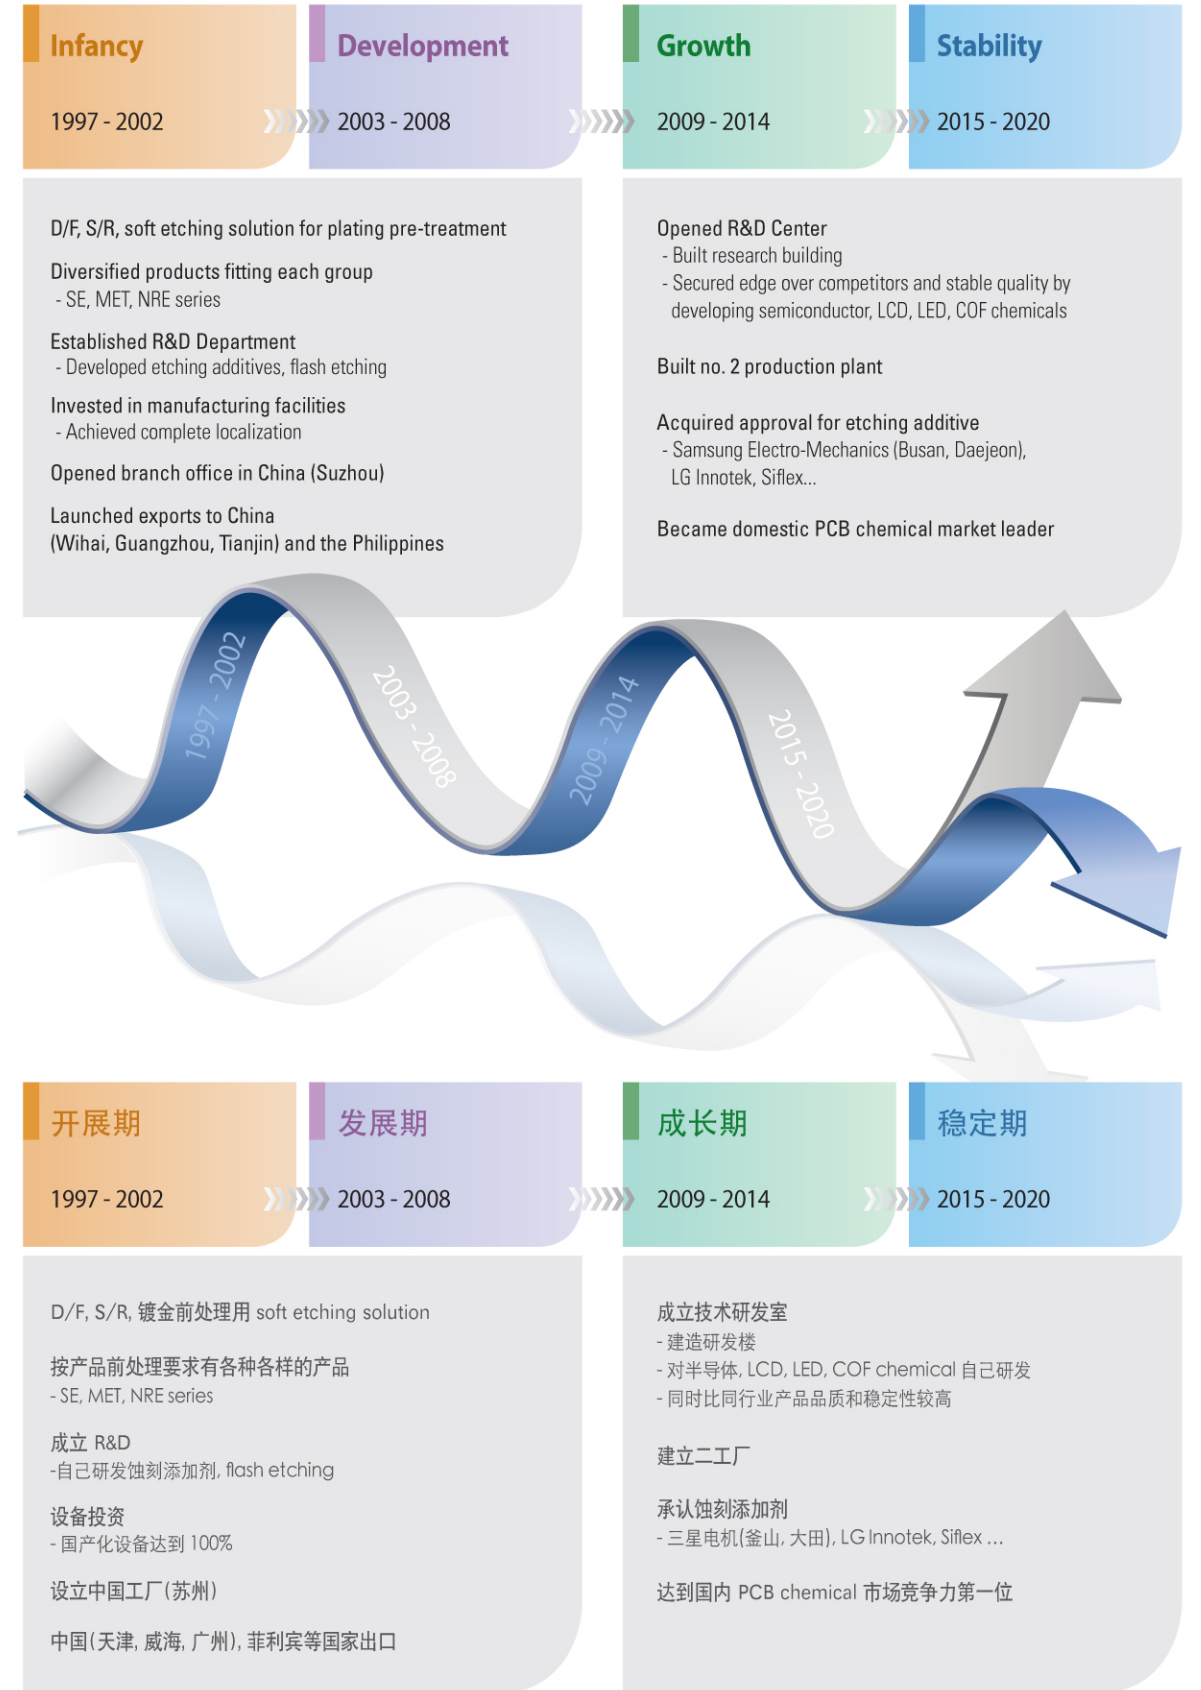 Infancy
1997 - 2002
Development
2003 - 2008
Growth
2009 - 2014
Stability
2015 - 2020
D/F, S/R, soft etching solution for plating pre-treatment
Diversified products fitting each group
- SE, MET, NRE series
Established R&D Department
- Developed etching additives, flash etching
Invested in manufacturing facilities
- Achieved complete localization
Opened branch office in China (Suzhou)
Launched exports to China
(Wihai, Guangzhou, Tianjin) and the Philippines
Opened R&D Center
- Built research building
- Secured edge over competitors and stable quality by
developing semiconductor, LCD, LED, COF chemicals
Built no. 2 production plant
Acquired approval for etching additive
- Samsung Electro-Mechanics (Busan, Daejeon),
LG Innotek, Siflex...
Became domestic PCB chemical market leader
1997 - 2002
2003 - 2008
2009 - 2014
2015 - 2020
开展期
1997 - 2002
发展期
2003 - 2008
成长期
2009 - 2014
稳定期
2015 - 2020
D/F, S/R, 镀金前处理用 soft etching solution
按产品前处理要求有各种各样的产品
- SE, MET, NRE series
成立 R&D
-自己研发蚀刻添加剂, flash etching
设备投资
- 国产化设备达到 100%
设立中国工厂(苏州)
中国(天津, 威海, 广州), 菲利宾等国家出口
成立技术研发室
- 建造研发楼
- 对半导体, LCD, LED, COF chemical 自己研发
- 同时比同行业产品品质和稳定性较高
建立二工厂
承认蚀刻添加剂
- 三星电机(釜山, 大田), LG Innotek, Siflex ...
达到国内 PCB chemical 市场竞争力第一位